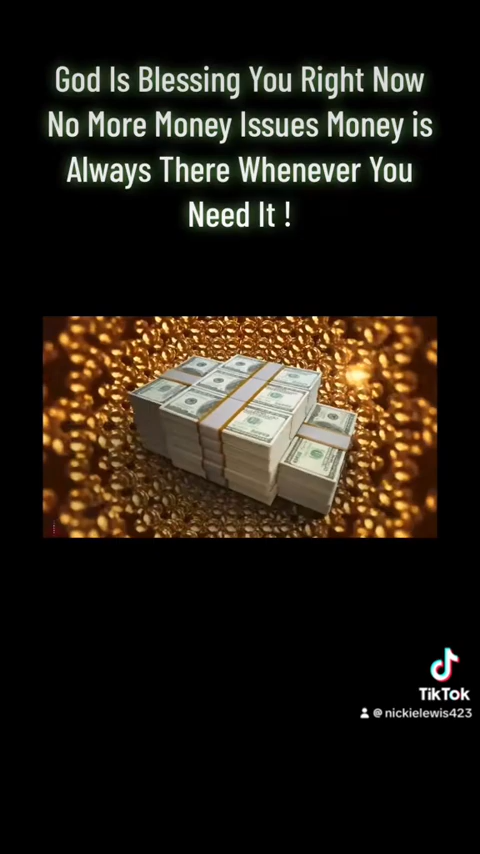 God Is Blessing You Right Now
No More Money Issues Money is
Always There Whenever You
Need It !
TikTok
@nickielewis423